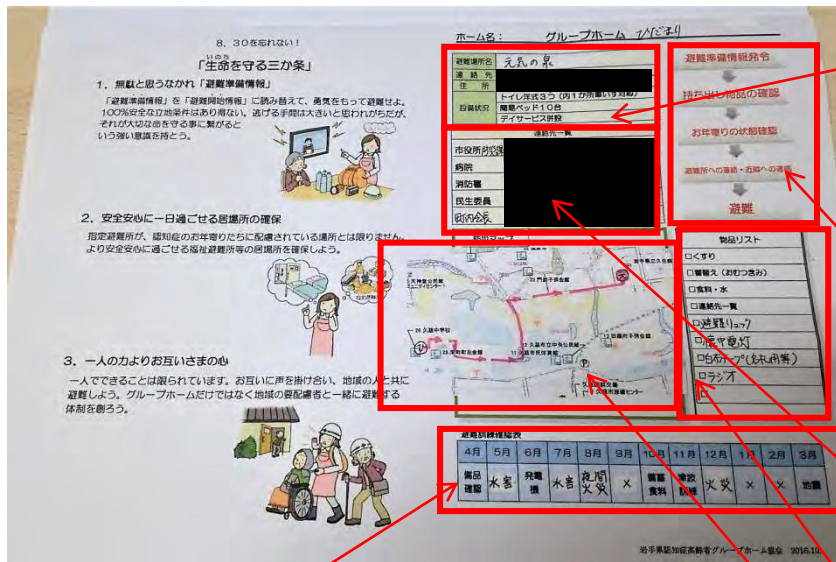 8．30を忘れない！
いのち
「生命を守る三か条」
1．無駄と思うなかれ「避難準備情報」
「避難準備情報」を「避難開始情報」に読み替えて、勇気をもって避難せよ。
100%安全な立地条件はあり得ない。逃げる手間は大きいと思われがちだが、
それが大切な命を守る事に繋がると
いう強い意識を持とう。
2．安全安心に一日過ごせる居場所の確保
指定避難所が、認知症のお年寄りたちに配慮されている場所とは限りません。
より安全安心に過ごせる福祉避難所等の居場所を確保しよう。
3．一人の力よりお互いさまの心
一人でできることは限られています。お互いに声を掛け合い、地域の人と共に
避難しよう。グループホームだけではなく地域の要配慮者と一緒に避難する
体制を創ろう。
ホーム名： グループホーム ひだまり
避難場所名 元気の泉
連絡先
住所
設備状況
トイレ洋式3つ（内1か所車いす対応）
簡易ベッド10台
デイサービス併設
連絡先一覧
市役所
病院
消防署
民生委員
町内会長
避難準備情報発令
持ち出し物品の確認
お年寄りの状態確認
避難所への連絡・近隣への連絡
避難
物品リスト
□くすり
□着替え（おむつ含み）
□食料・水
□連絡先一覧
□避難リュック
□懐中電灯
□ラジオ
□
避難訓練確認表
4月 5月 6月 7月 8月 9月 10月 11月 12月 1月 2月 3月
備品確認 水害 水害 夜間火災 × 備蓄食料 火災 × × 地震
岩手県認知症高齢者グループホーム協会 2016.10